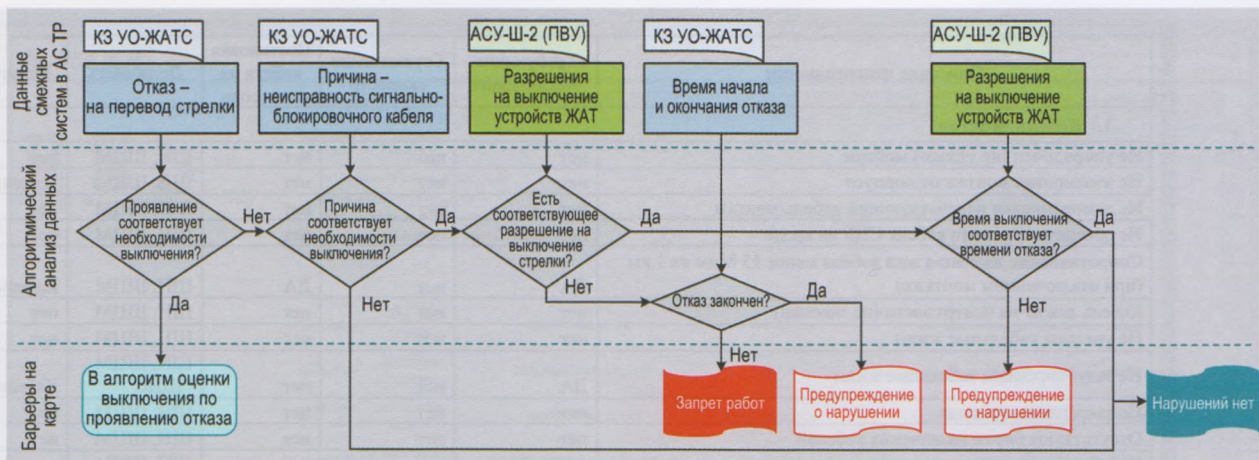 Данные смежных систем в АС ТР
КЗ УО-ЖАТС
Отказ –
на перевод стрелки
КЗ УО-ЖАТС
Причина –
неисправность сигнально-
блокировочного кабеля
АСУ-Ш-2 (ПВУ)
Разрешения
на выключение
устройств ЖАТ
КЗ УО-ЖАТС
Время начала
и окончания отказа
АСУ-Ш-2 (ПВУ)
Разрешения
на выключение
устройств ЖАТ
Алгоритмический
анализ данных
Проявление
соответствует
необходимости
выключения?
Нет
Да
Причина
соответствует
необходимости
выключения?
Да
Нет
Есть
соответствующее
разрешение на
выключение
стрелки?
Да
Нет
Отказ закончен?
Да
Нет
Время выключения
соответствует
времени отказа?
Да
Нет
Барьеры на
карте
В алгоритм оценки
выключения по
проявлению отказа
Запрет работ
Предупреждение
о нарушении
Предупреждение
о нарушении
Нарушений нет